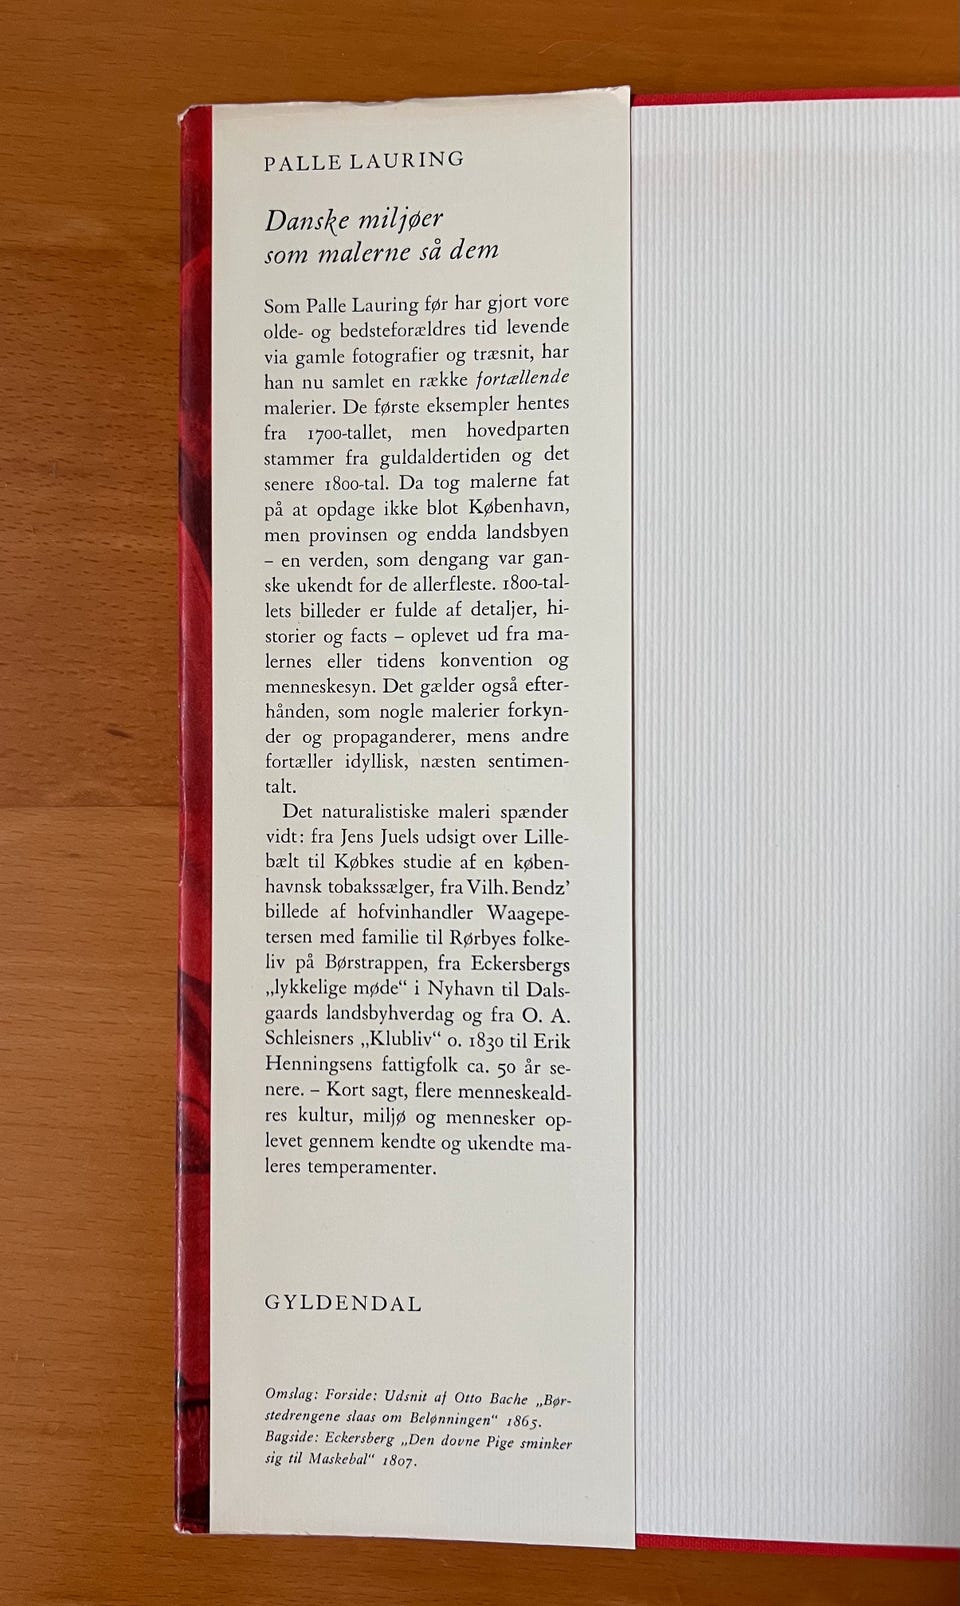 PALLE LAURING
Danske miljøer
som malerne så dem
Som Palle Lauring før har gjort vore
olde- og bedsteforældres tid levende
via gamle fotografier og træsnit, har
han nu samlet en række fortællende
malerier. De første eksempler hentes
fra 1700-tallet, men hovedparten
stammer fra guldaldertiden og det
senere 1800-tal. Da tog malerne fat
på at opdage ikke blot København,
men provinsen og endda landsbyen
– en verden, som dengang var gan-
ske ukendt for de allerfleste. 1800-tal-
lets billeder er fulde af detaljer, hi-
storier og facts – oplevet ud fra ma-
lernes eller tidens konvention og
menneskesyn. Det gælder også efter-
hånden, som nogle malerier forkyn-
der og propaganderer, mens andre
fortæller idyllisk, næsten sentimen-
talt.
Det naturalistiske maleri spænder
vidt: fra Jens Juels udsigt over Lille-
bælt til Købkes studie af en køben-
havnsk tobakssælger, fra Vilh. Bendz’
billede af hofvinhandler Waagepe-
tersen med familie til Rørbyes folke-
liv på Børstrappen, fra Eckersbergs
„lykkelige møde“ i Nyhavn til Dals-
gaards landsbyhverdag og fra O. A.
Schleisners „Klubliv“ o. 1830 til Erik
Henningsens fattigfolk ca. 50 år se-
nere. – Kort sagt, flere menneskeald-
res kultur, miljø og mennesker op-
levet gennem kendte og ukendte ma-
leres temperamenter.
GYLDENDAL
Omslag: Forside: Udsnit af Otto Bache „Bør-
stedrengene slaas om Belønningen“ 1865.
Bagside: Eckersberg „Den dovne Pige sminker
sig til Maskebal“ 1807.